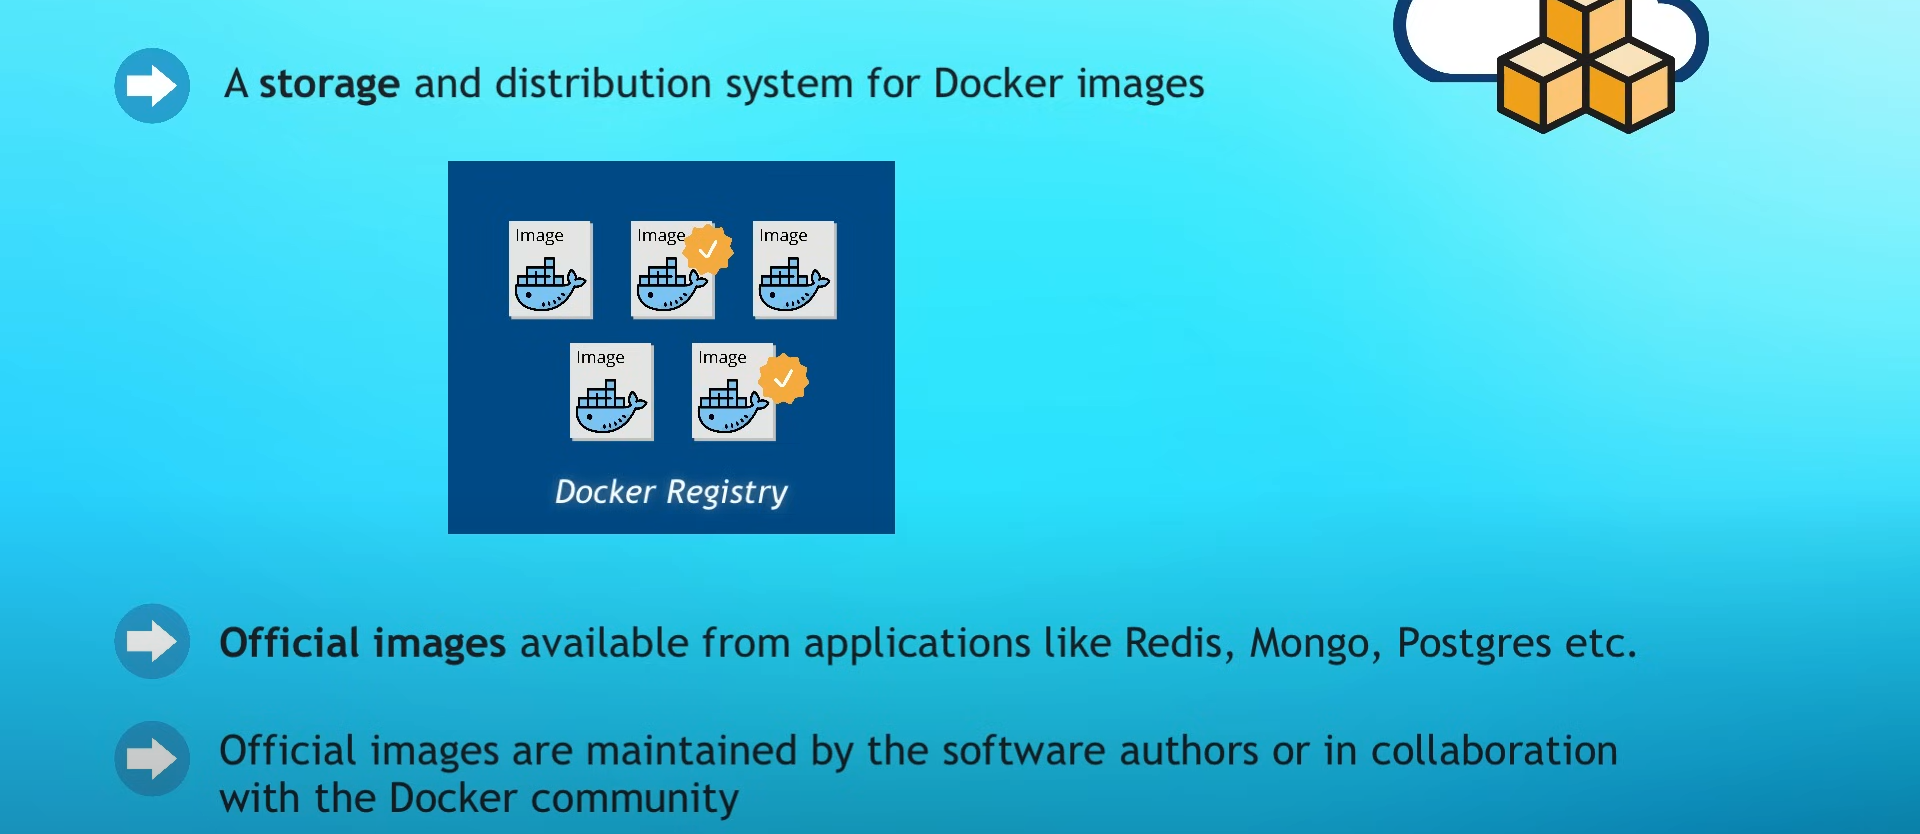 A storage and distribution system for Docker images
Image
Image
Image
Image
Image
Docker Registry
Official images available from applications like Redis, Mongo, Postgres etc.
Official images are maintained by the software authors or in collaboration
with the Docker community